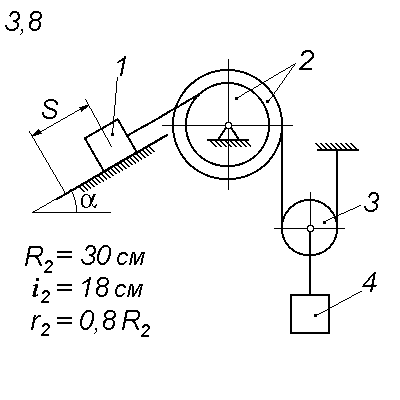 3,8
1
2
S
α
3
4
R₂ = 30 см
i₂ = 18 см
r₂ = 0,8 R₂